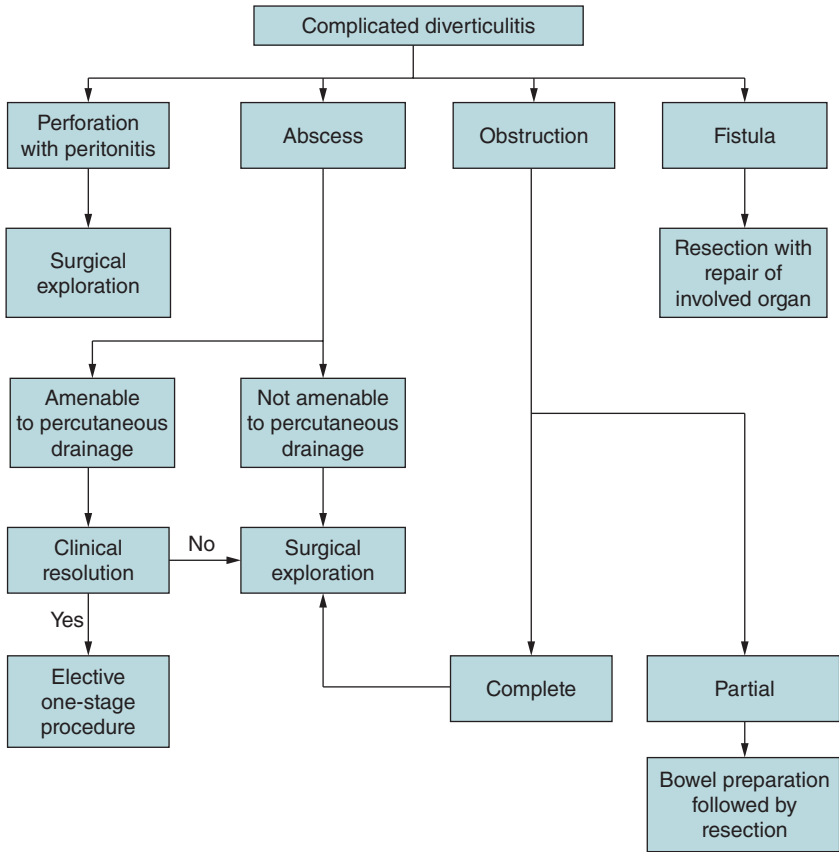 Complicated diverticulitis
Perforation
with peritonitis
Abscess
Obstruction
Fistula
Surgical
exploration
Resection with
repair of
involved organ
Amenable
to percutaneous
drainage
Not amenable
to percutaneous
drainage
Clinical
resolution
No
Surgical
exploration
Yes
Elective
one-stage
procedure
Complete
Partial
Bowel preparation
followed by
resection